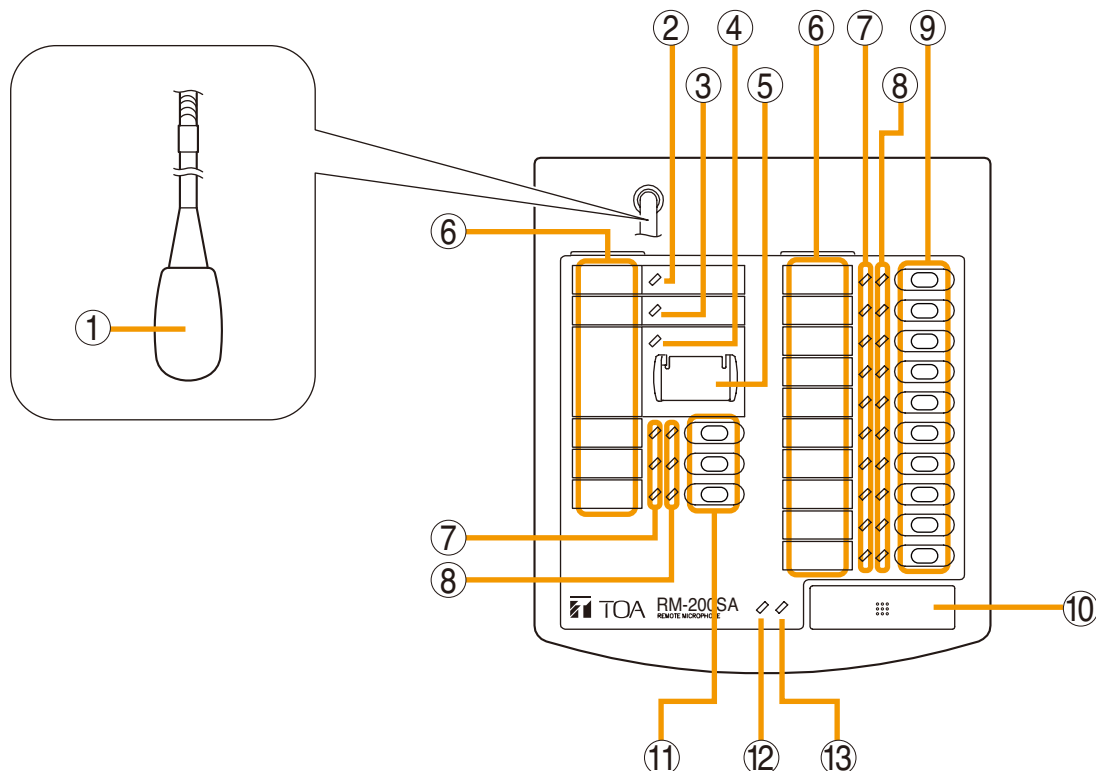 ② ④ ⑥ ⑦ ⑨
③ ⑤ ⑧
⑥
①
⑦
⑧
TOA RM-200SA
REMOTE MICROPHONE
⑩
⑪ ⑫ ⑬